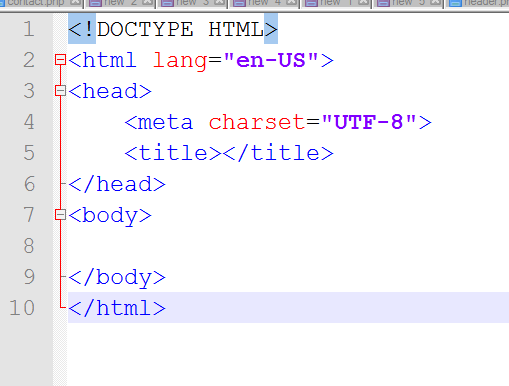 contact.php new 2 new 3 new 4 new 1 new 5 header.php
1 <!DOCTYPE HTML>
2 <html lang="en-US">
3 <head>
4 <meta charset="UTF-8">
5 <title></title>
6 </head>
7 <body>
8
9 </body>
10 </html>